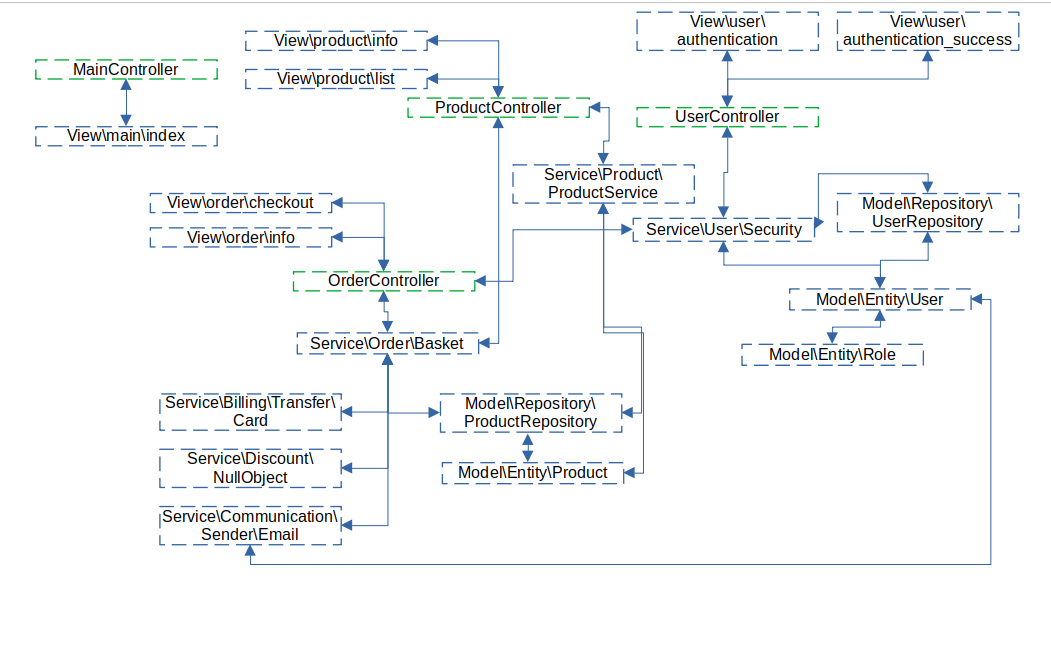 View\user\
authentication
View\user\
authentication_success
View\product\info
MainController
View\product\list
ProductController
UserController
View\main\index
Service\Product\
ProductService
View\order\checkout
Model\Repository\
UserRepository
View\order\info
Service\User\Security
OrderController
Model\Entity\User
Service\Order\Basket
Model\Entity\Role
Service\Billing\Transfer\
Card
Model\Repository\
ProductRepository
Service\Discount\
NullObject
Model\Entity\Product
Service\Communication\
Sender\Email